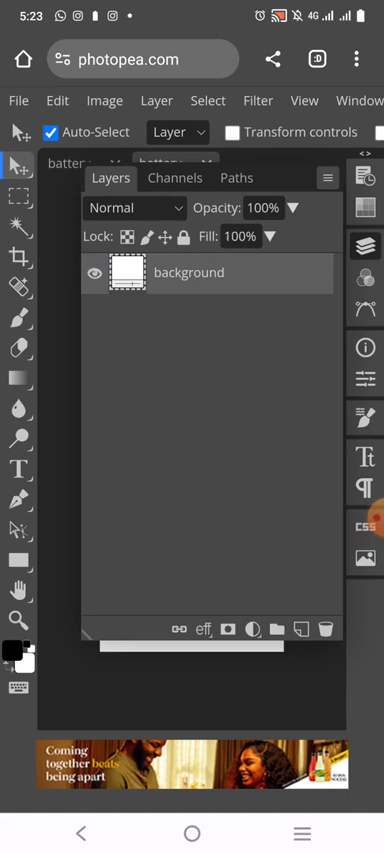 5:23 4G
photopea.com :D
File Edit Image Layer Select Filter View Window
Auto-Select Layer Transform controls
Layers Channels Paths
Normal Opacity: 100%
Lock: Fill: 100%
background
eff
T Tt
CSS
Coming
together beats
being apart